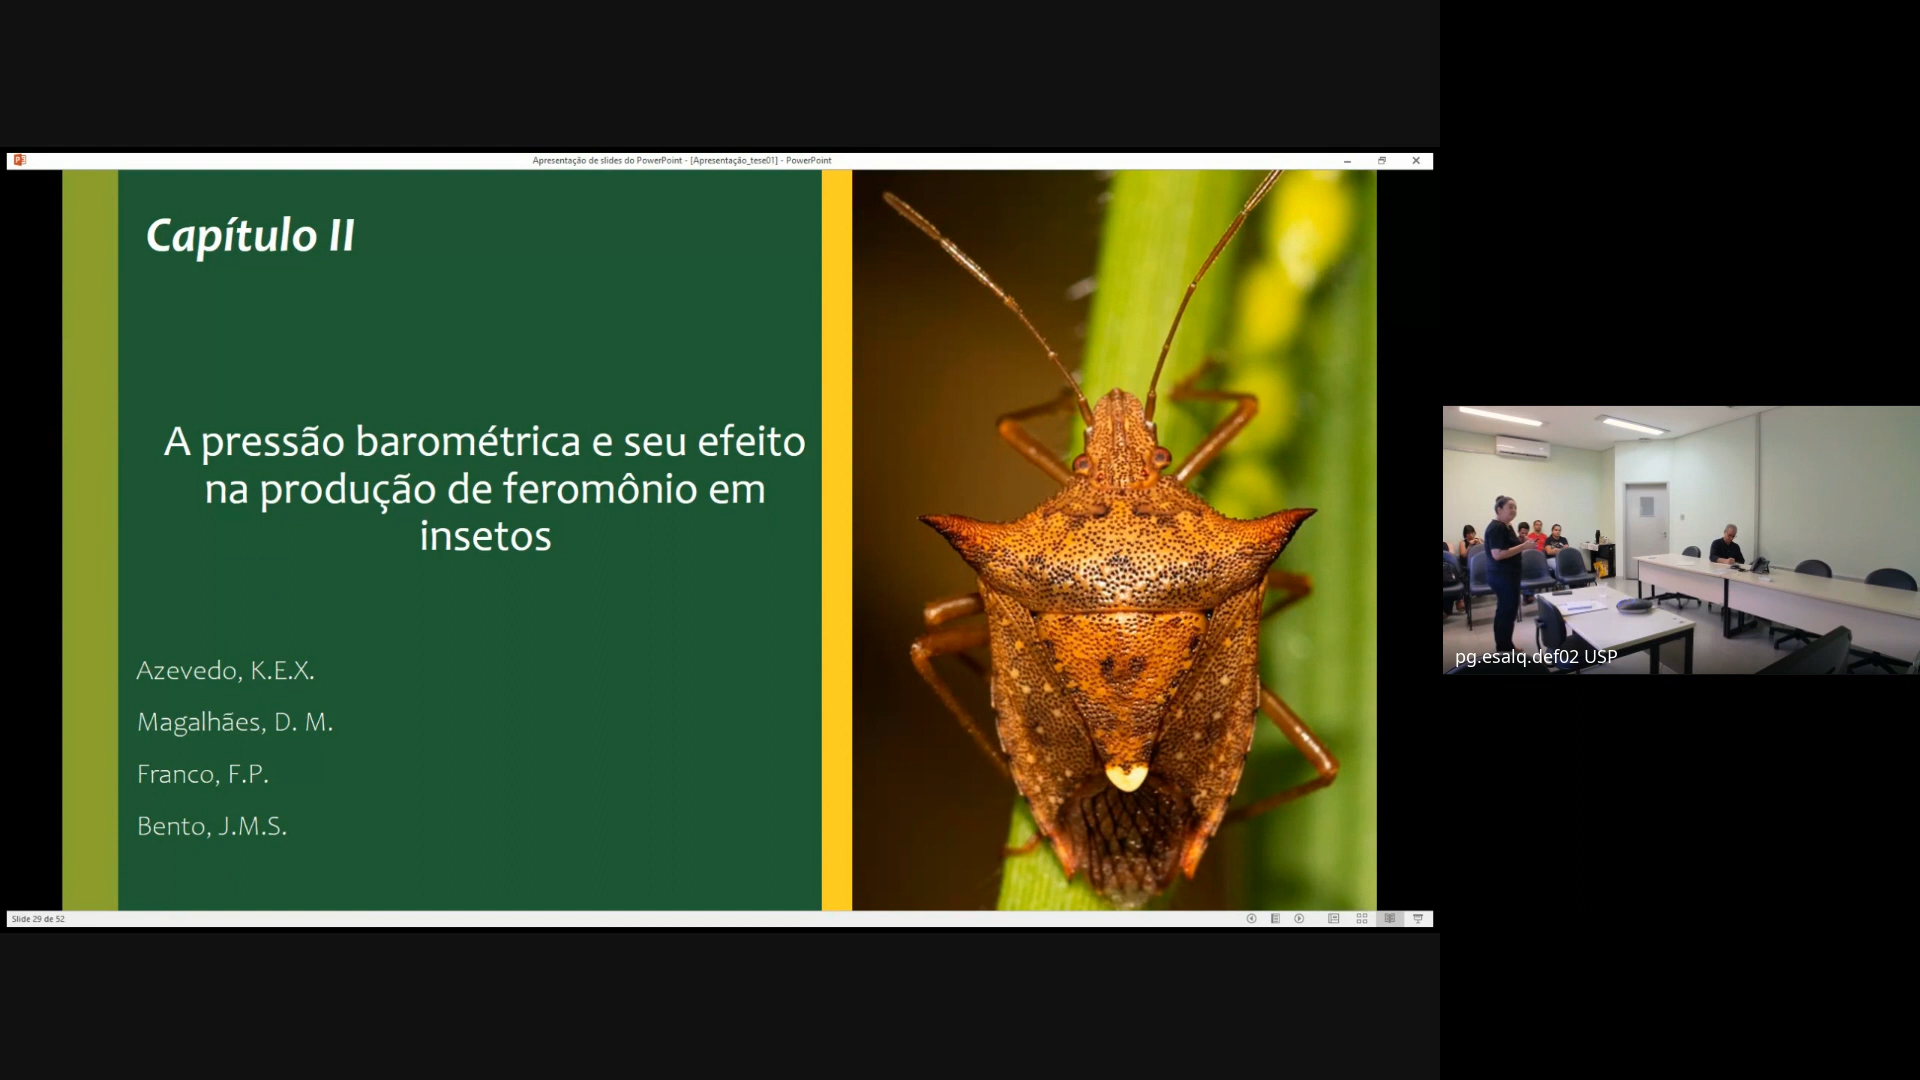 Apresentação de slides do PowerPoint - [Apresentação_tese01] - PowerPoint
Capítulo II
A pressão barométrica e seu efeito
na produção de feromônio em
insetos
Azevedo, K.E.X.
Magalhães, D. M.
Franco, F.P.
Bento, J.M.S.
Slide 29 de 52
pg.esalq.def02 USP